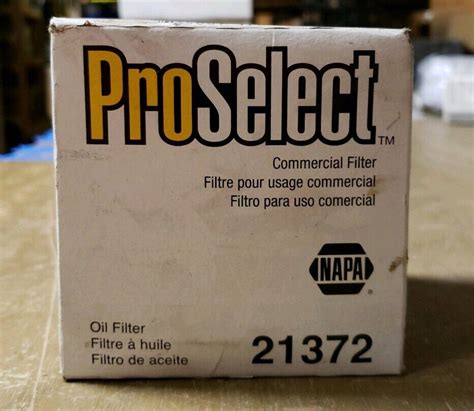 ProSelect™
Commercial Filter
Filtre pour usage commercial
Filtro para uso comercial
NAPA®
Oil Filter
Filtre à huile
Filtro de aceite
21372